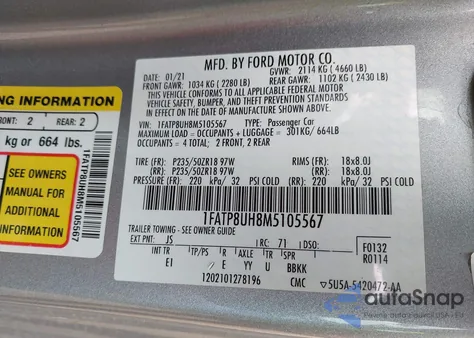 NG INFORMATION
FRONT: 2 REAR: 2
kg or 664 lbs.
SEE OWNERS
MANUAL FOR
ADDITIONAL
INFORMATION
1FATP8UH8M5105567
MFD. BY FORD MOTOR CO.
01/21 GVWR: 2114 KG ( 4660 LB)
FRONT GAWR: 1034 KG ( 2280 LB) REAR GAWR: 1102 KG ( 2430 LB)
THIS VEHICLE CONFORMS TO ALL APPLICABLE FEDERAL MOTOR
VEHICLE SAFETY, BUMPER, AND THEFT PREVENTION STANDARDS
IN EFFECT ON THE DATE OF MANUFACTURE SHOWN ABOVE.
VIN: 1FATP8UH8M5105567 TYPE: Passenger Car
MAXIMUM LOAD = OCCUPANTS + LUGGAGE = 301KG/664LB
OCCUPANTS = 4 TOTAL; 2 FRONT, 2 REAR
TIRE (FR): P235/50ZR18 97W RIMS (FR): 18x8.0J
TIRE (RR): P235/50ZR18 97W RIMS (RR): 18x8.0J
PRESSURE (FR): 220 kPa/ 32 PSI COLD (RR) 220 kPa/ 32 PSI COLD
1FATP8UH8M5105567
TRAILER TOWING - SEE OWNER GUIDE
EXT PNT: JS RC: 71 DSO: F0132
INT TR TP/PS R AXLE TR SPR R0114
EI E YY U BBKK
1202101278196 CMC 5U5A-5420472-AA
autoSnap